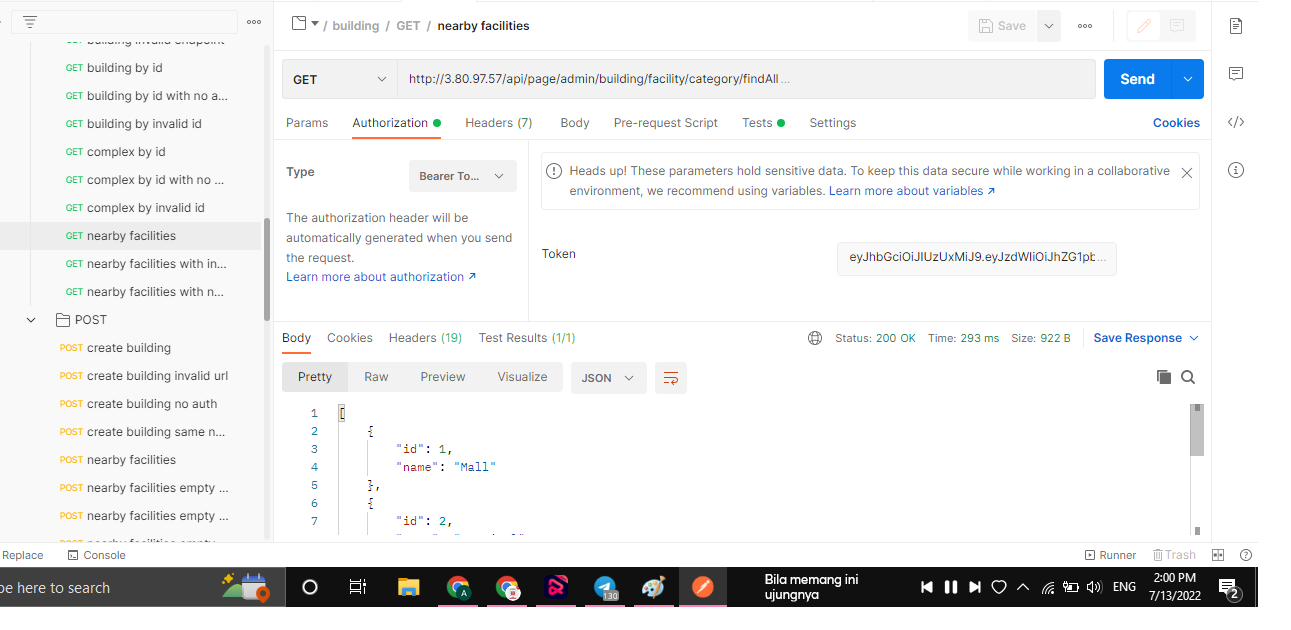 / building / GET / nearby facilities
Save
GET building invalid endpoint
GET building by id
GET building by id with no a...
GET building by invalid id
GET complex by id
GET complex by id with no ...
GET complex by invalid id
GET nearby facilities
GET nearby facilities with in...
GET nearby facilities with n...
POST
POST create building
POST create building invalid url
POST create building no auth
POST create building same n...
POST nearby facilities
POST nearby facilities empty ...
POST nearby facilities empty ...
POST nearby facilities empty
GET
http://3.80.97.57/api/page/admin/building/facility/category/findAll...
Send
Params Authorization Headers (7) Body Pre-request Script Tests Settings Cookies
Type
Bearer To...
The authorization header will be
automatically generated when you send
the request.
Learn more about authorization ↗
Heads up! These parameters hold sensitive data. To keep this data secure while working in a collaborative
environment, we recommend using variables. Learn more about variables ↗
Token
Body Cookies Headers (19) Test Results (1/1)
Status: 200 OK Time: 293 ms Size: 922 B Save Response
Pretty Raw Preview Visualize JSON
1 [
2 {
3 "id": 1,
4 "name": "Mall"
5 },
6 {
7 "id": 2,
Replace Console
Runner Trash
pe here to search
A
130
Bila memang ini
ujungnya
ENG
2:00 PM
7/13/2022
2